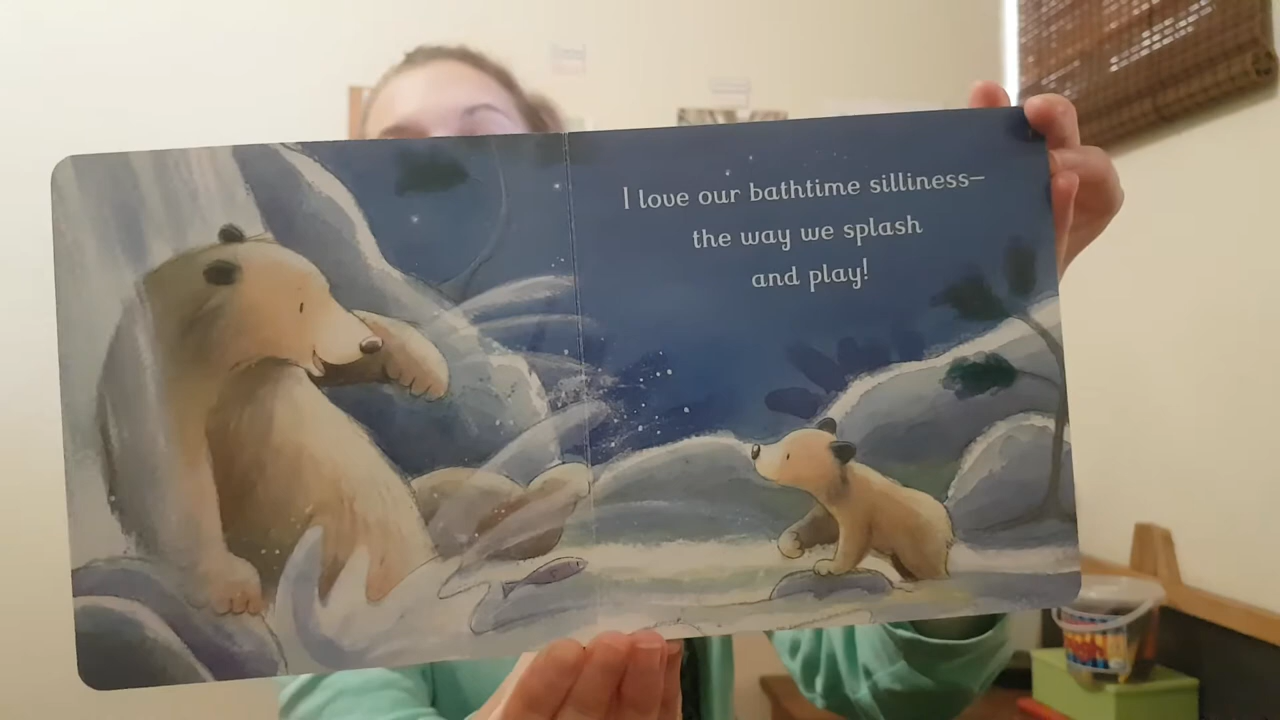 I love our bathtime silliness–
the way we splash
and play!